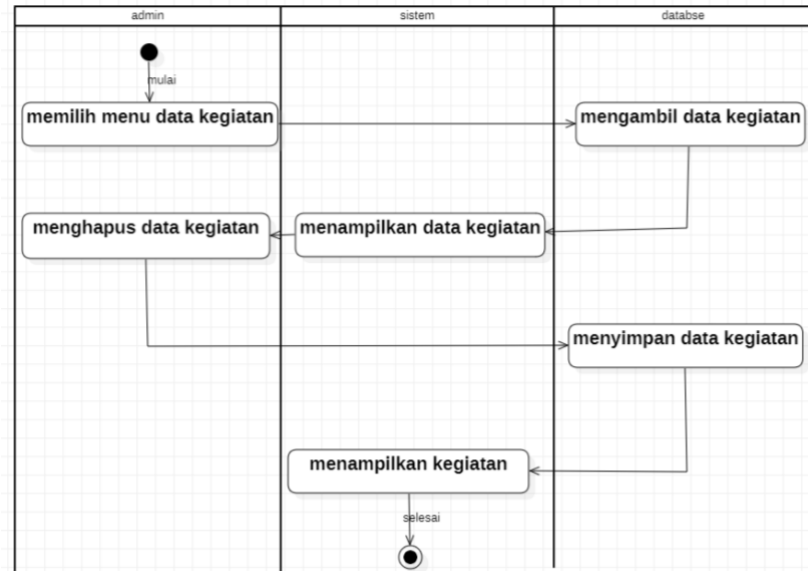 admin
sistem
databse
mulai
memilih menu data kegiatan
mengambil data kegiatan
menghapus data kegiatan
menampilkan data kegiatan
menyimpan data kegiatan
menampilkan kegiatan
selesai